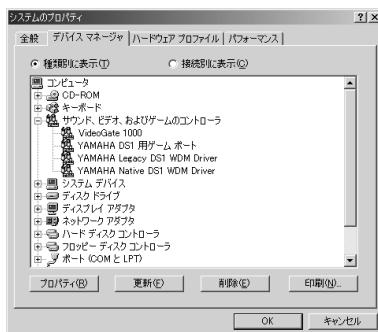 システムのプロパティ
全般 デバイス マネージャ ハードウェア プロファイル パフォーマンス
種類別に表示(T) 接続別に表示(C)
コンピュータ
CD-ROM
キーボード
サウンド、ビデオ、およびゲームのコントローラ
VideoGate 1000
YAMAHA DS1 用ゲーム ポート
YAMAHA Legacy DS1 WDM Driver
YAMAHA Native DS1 WDM Driver
システム デバイス
ディスク ドライブ
ディスプレイ アダプタ
ネットワーク アダプタ
ハード ディスク コントローラ
フロッピー ディスク コントローラ
ポート (COM と LPT)
プロパティ(R) 更新(F) 削除(E) 印刷(N)...
OK キャンセル